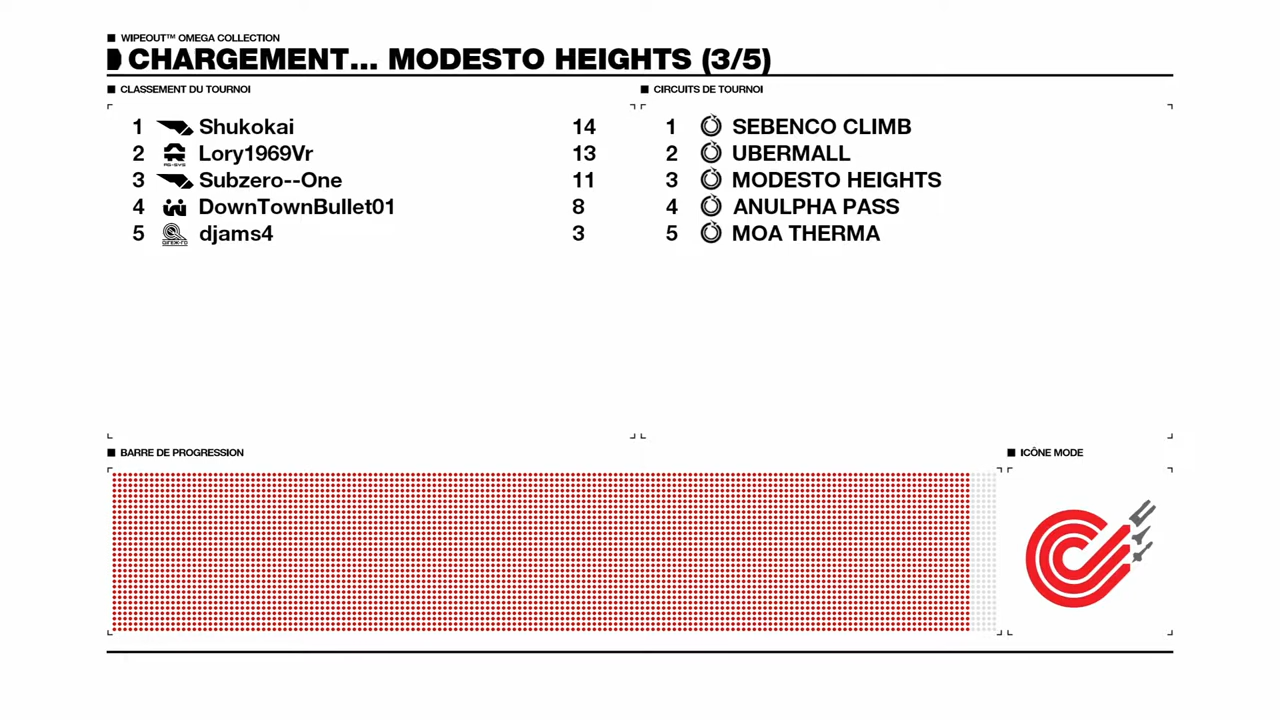 WIPEOUT™ OMEGA COLLECTION
CHARGEMENT... MODESTO HEIGHTS (3/5)
CLASSEMENT DU TOURNOI
1 Shukokai 14
2 AG-SYS Lory1969Vr 13
3 Subzero--One 11
4 DownTownBullet01 8
5 djams4 3
CIRCUITS DE TOURNOI
1 SEBENCO CLIMB
2 UBERMALL
3 MODESTO HEIGHTS
4 ANULPHA PASS
5 MOA THERMA
BARRE DE PROGRESSION
ICÔNE MODE